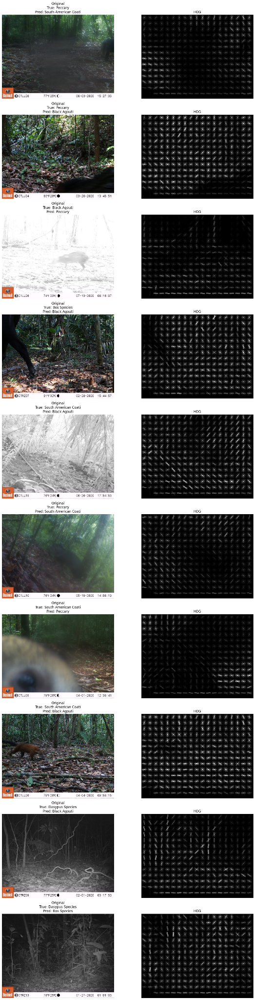 Original
True: Peccary
Pred: South American Coati
HOG
Bushnell
CTLU26 77°F25°C 06-03-2020 15:27:33
Original
True: Peccary
Pred: Black Agouti
HOG
Bushnell
CTLU04 85°F29°C 03-26-2020 13:46:51
Original
True: Black Agouti
Pred: Peccary
HOG
Bushnell
CTLU26 74°F23°C 07-13-2020 08:16:07
Original
True: Bos Species
Pred: Black Agouti
HOG
Bushnell
CTRZ07 91°F32°C 02-28-2020 15:44:57
Original
True: South American Coati
Pred: Black Agouti
HOG
Bushnell
CTLU15 76°F24°C 06-26-2020 17:54:53
Original
True: Peccary
Pred: South American Coati
HOG
Bushnell
CTLU10 76°F24°C 05-19-2020 14:08:19
Original
True: South American Coati
Pred: Peccary
HOG
Bushnell
CTLU05 79°F26°C 04-01-2020 12:38:41
Original
True: South American Coati
Pred: Black Agouti
HOG
Bushnell
CTLU26 79°F26°C 04-04-2020 09:56:15
Original
True: Dasypus Species
Pred: Black Agouti
HOG
Bushnell
CTRZ09 77°F25°C 02-01-2020 03:17:50
Original
True: Dasypus Species
Pred: Bos Species
HOG
Bushnell
CTRZ13 78°F25°C 01-27-2020 01:01:03